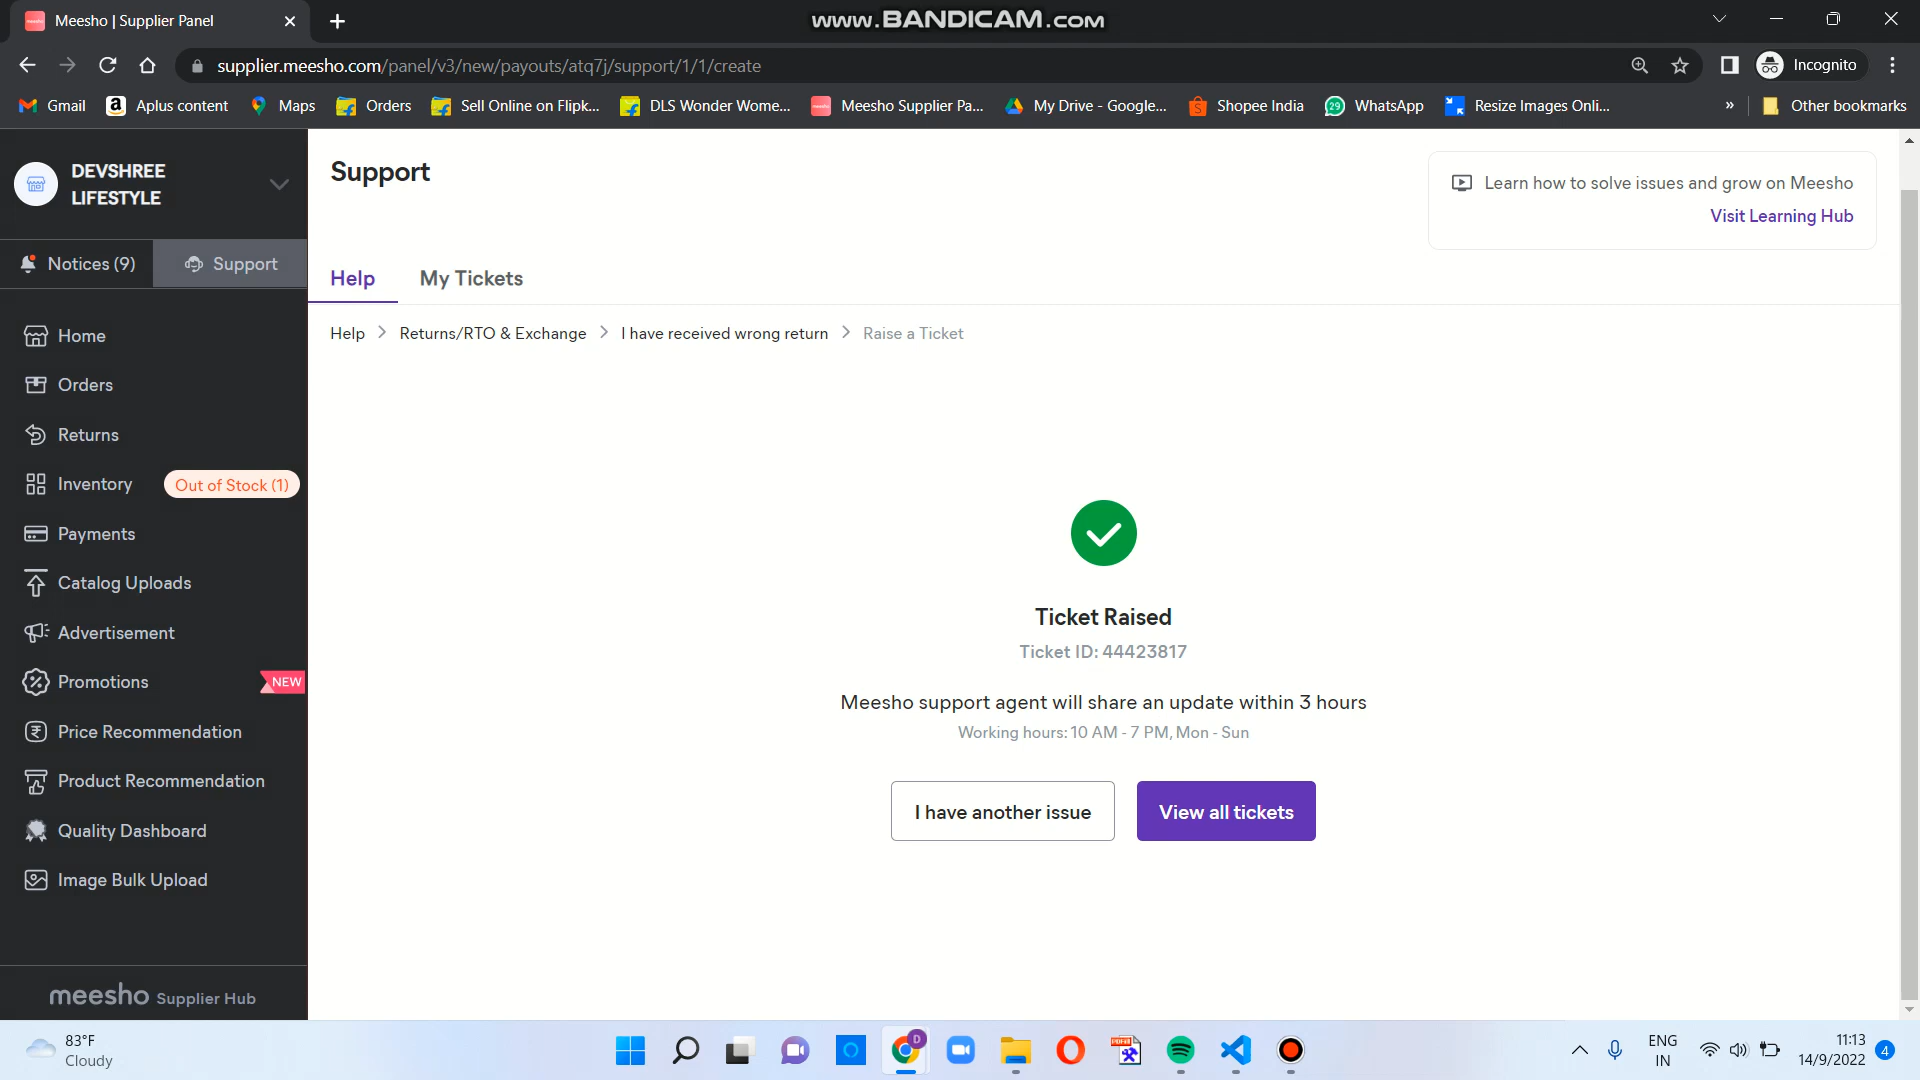 Meesho | Supplier Panel
www.BANDICAM.com
supplier.meesho.com/panel/v3/new/payouts/atq7j/support/1/1/create
Incognito
Gmail
Aplus content
Maps
Orders
Sell Online on Flipk...
DLS Wonder Wome...
Meesho Supplier Pa...
My Drive - Google...
Shopee India
WhatsApp
Resize Images Onli...
»
Other bookmarks
DEVSHREE
LIFESTYLE
Notices (9)
Support
Home
Orders
Returns
Inventory
Out of Stock (1)
Payments
Catalog Uploads
Advertisement
Promotions
NEW
Price Recommendation
Product Recommendation
Quality Dashboard
Image Bulk Upload
meesho Supplier Hub
Support
Learn how to solve issues and grow on Meesho
Visit Learning Hub
Help
My Tickets
Help > Returns/RTO & Exchange > I have received wrong return > Raise a Ticket
Ticket Raised
Ticket ID: 44423817
Meesho support agent will share an update within 3 hours
Working hours: 10 AM - 7 PM, Mon - Sun
I have another issue
View all tickets
83°F
Cloudy
D
ENG
IN
11:13
14/9/2022
4